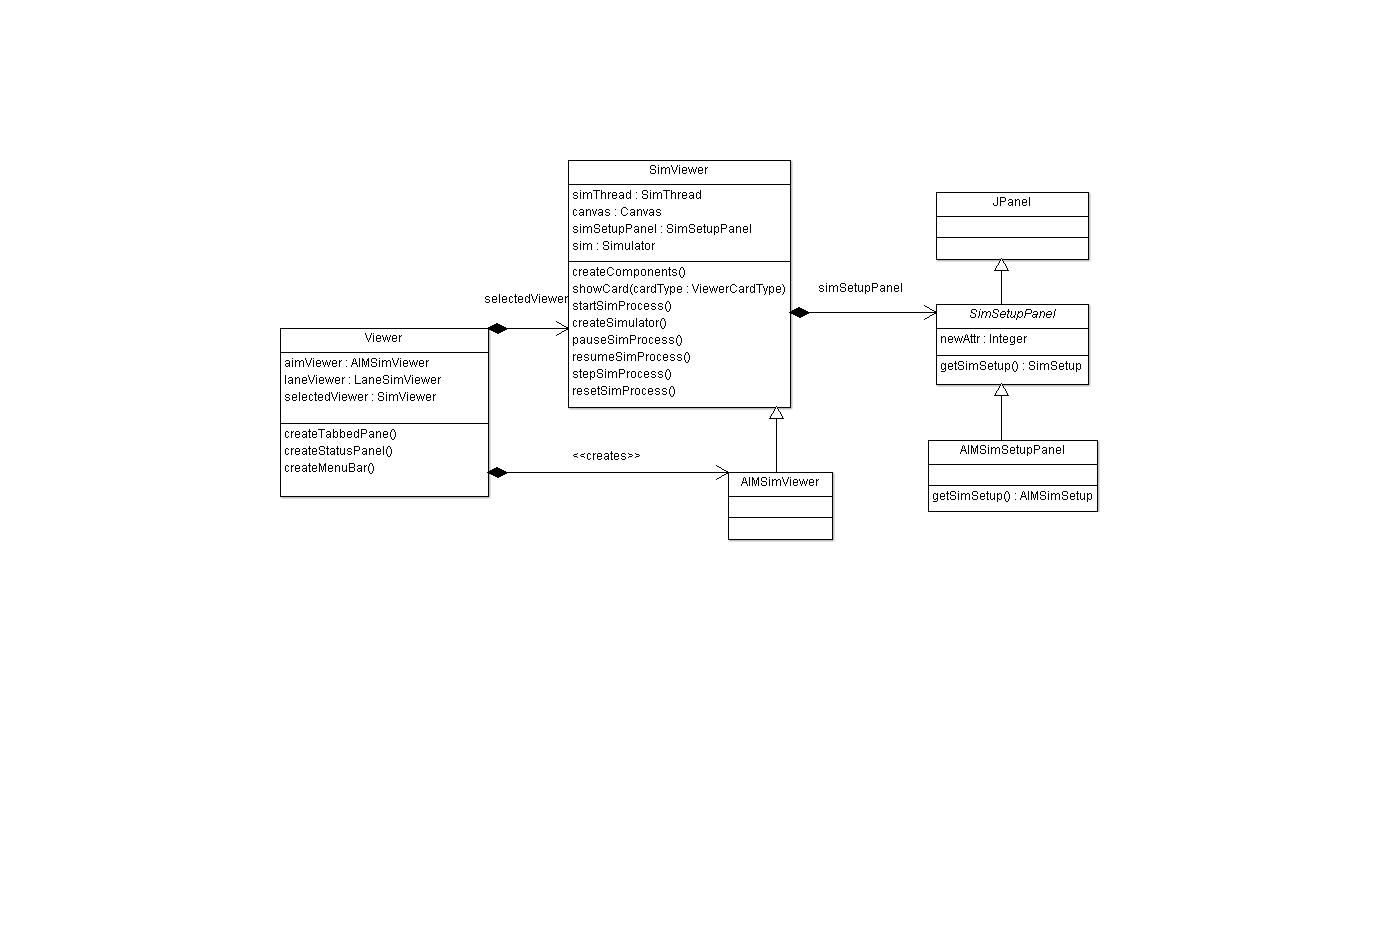 SimViewer
simThread : SimThread
canvas : Canvas
simSetupPanel : SimSetupPanel
sim : Simulator
createComponents()
showCard(cardType : ViewerCardType)
startSimProcess()
createSimulator()
pauseSimProcess()
resumeSimProcess()
stepSimProcess()
resetSimProcess()
JPanel
simSetupPanel
selectedViewer
SimSetupPanel
newAttr : Integer
getSimSetup() : SimSetup
Viewer
aimViewer : AIMSimViewer
laneViewer : LaneSimViewer
selectedViewer : SimViewer
createTabbedPane()
createStatusPanel()
createMenuBar()
<<creates>>
AIMSimViewer
AIMSimSetupPanel
getSimSetup() : AIMSimSetup